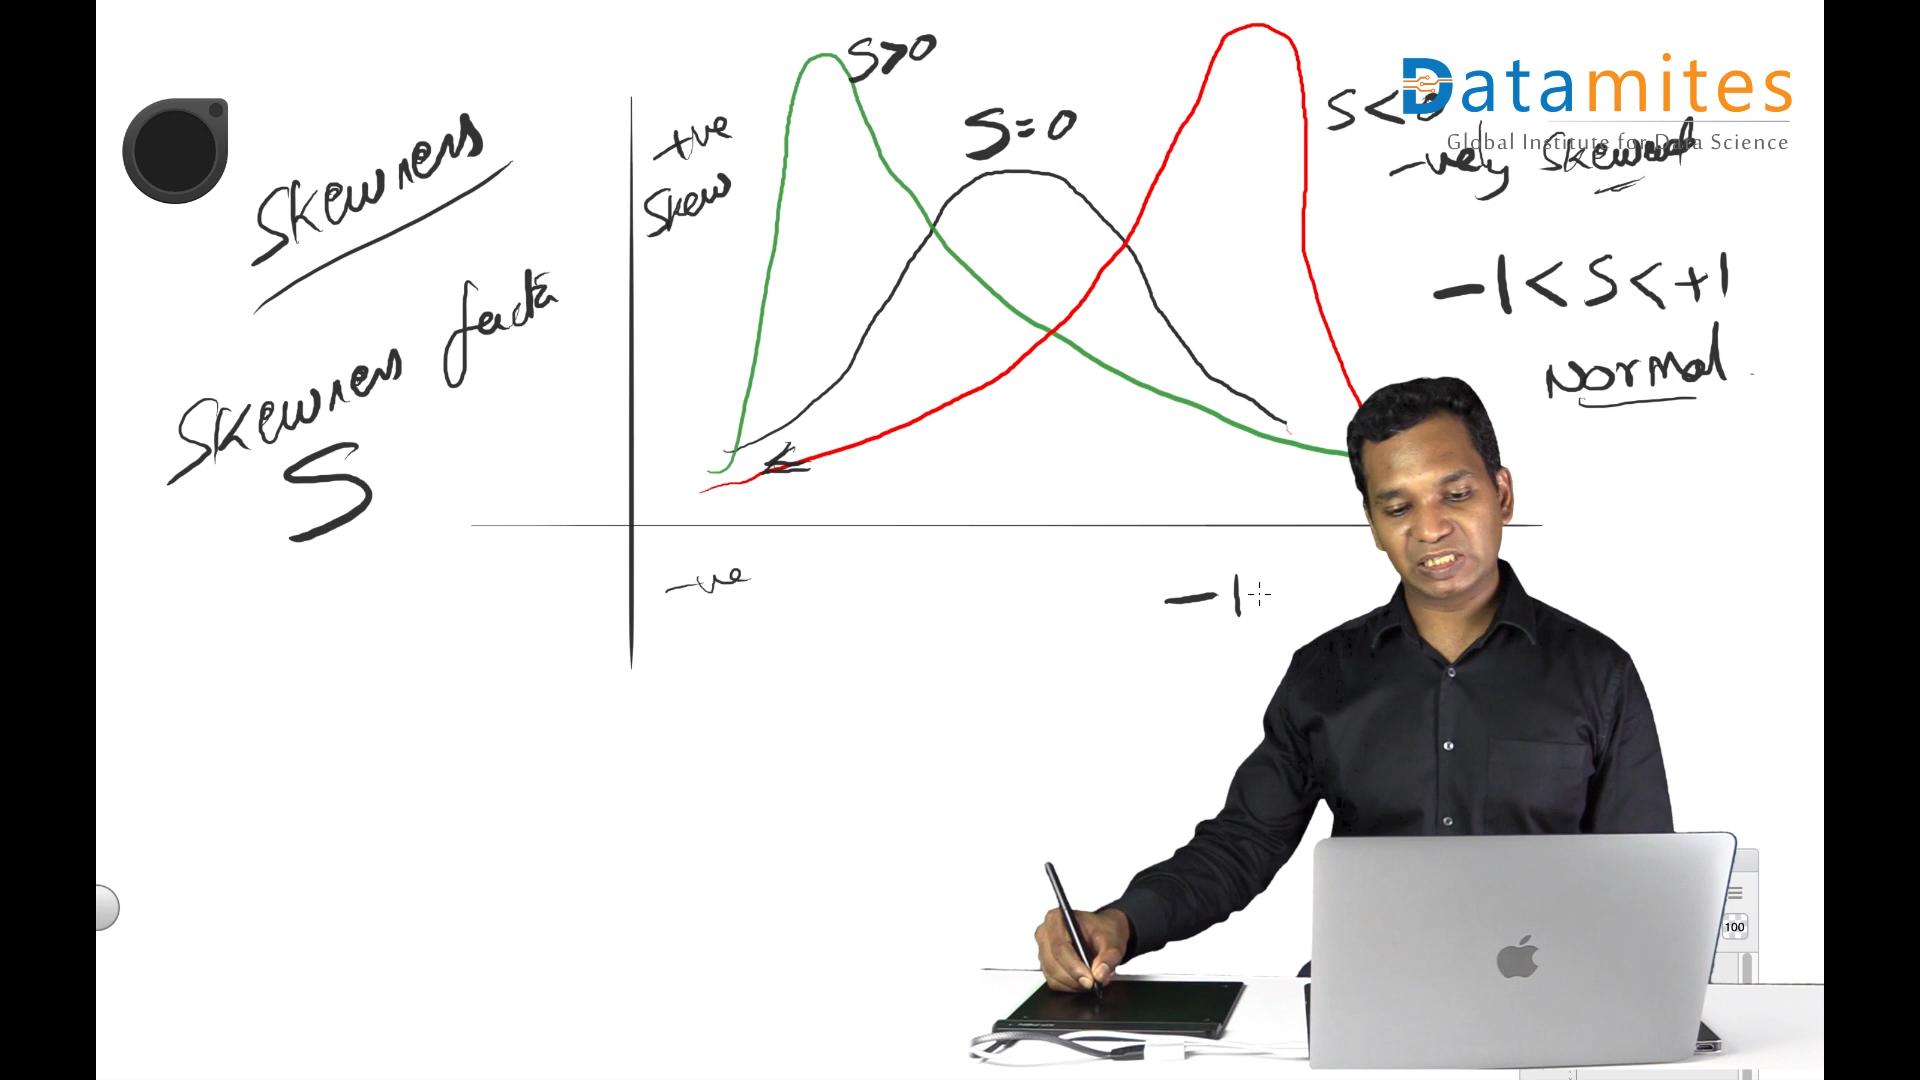 Skewness
Skewness facto
S
+ve
Skew
S>0
S=0
S<0
-vely Skewed
-1<S<+1
Normal
-ve
-1
Datamites
Global Institute for Data Science
100